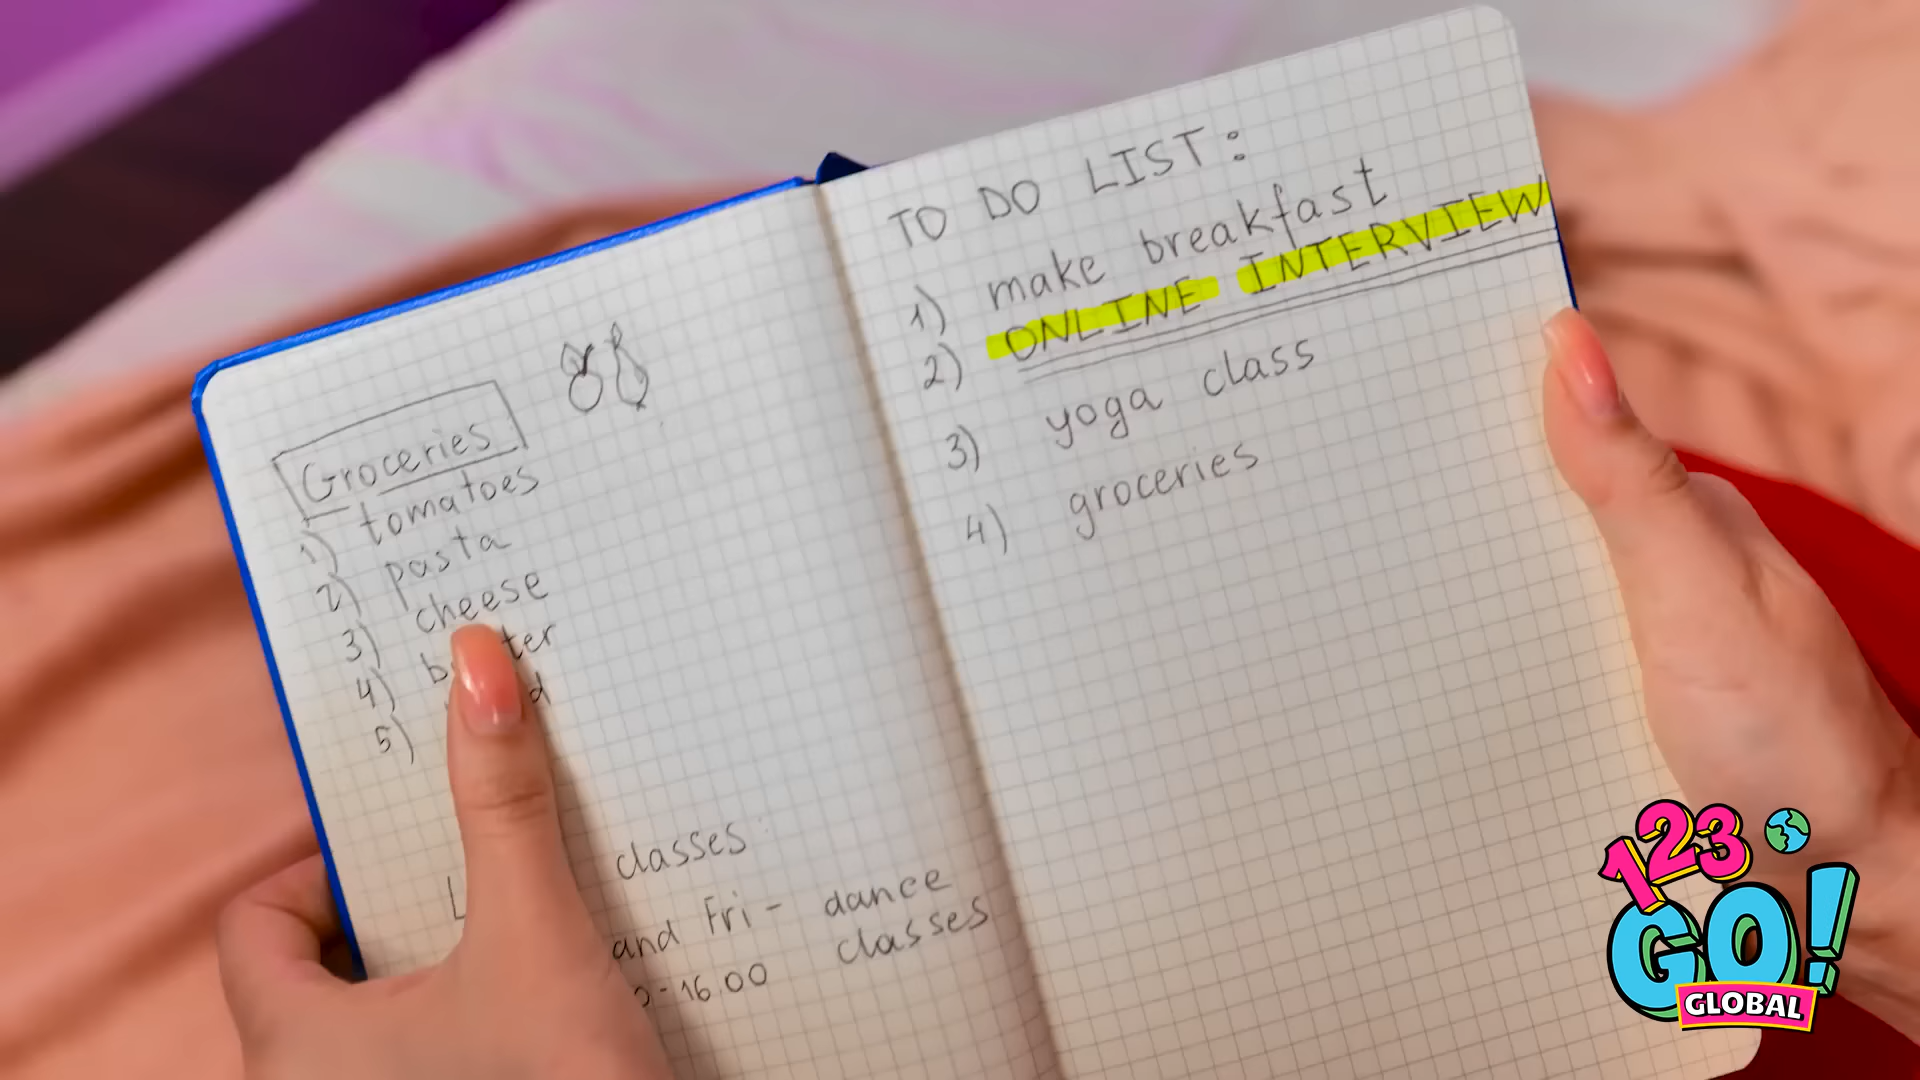 Groceries
1) tomatoes
2) pasta
3) cheese
4)
5)
classes
and Fri - dance
classes
-16.00
TO DO LIST:
1) make breakfast
2) ONLINE INTERVIEW
3) yoga class
4) groceries
123
GO!
GLOBAL